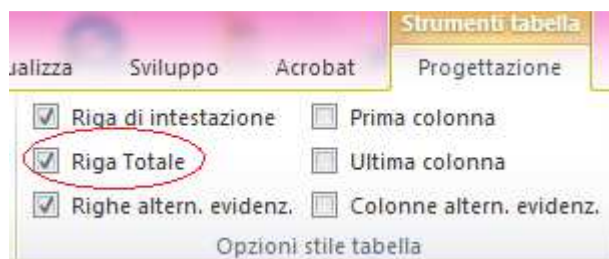 Strumenti tabella
ualizza Sviluppo Acrobat Progettazione
Riga di intestazione Prima colonna
Riga Totale Ultima colonna
Righe altern. evidenz. Colonne altern. evidenz.
Opzioni stile tabella